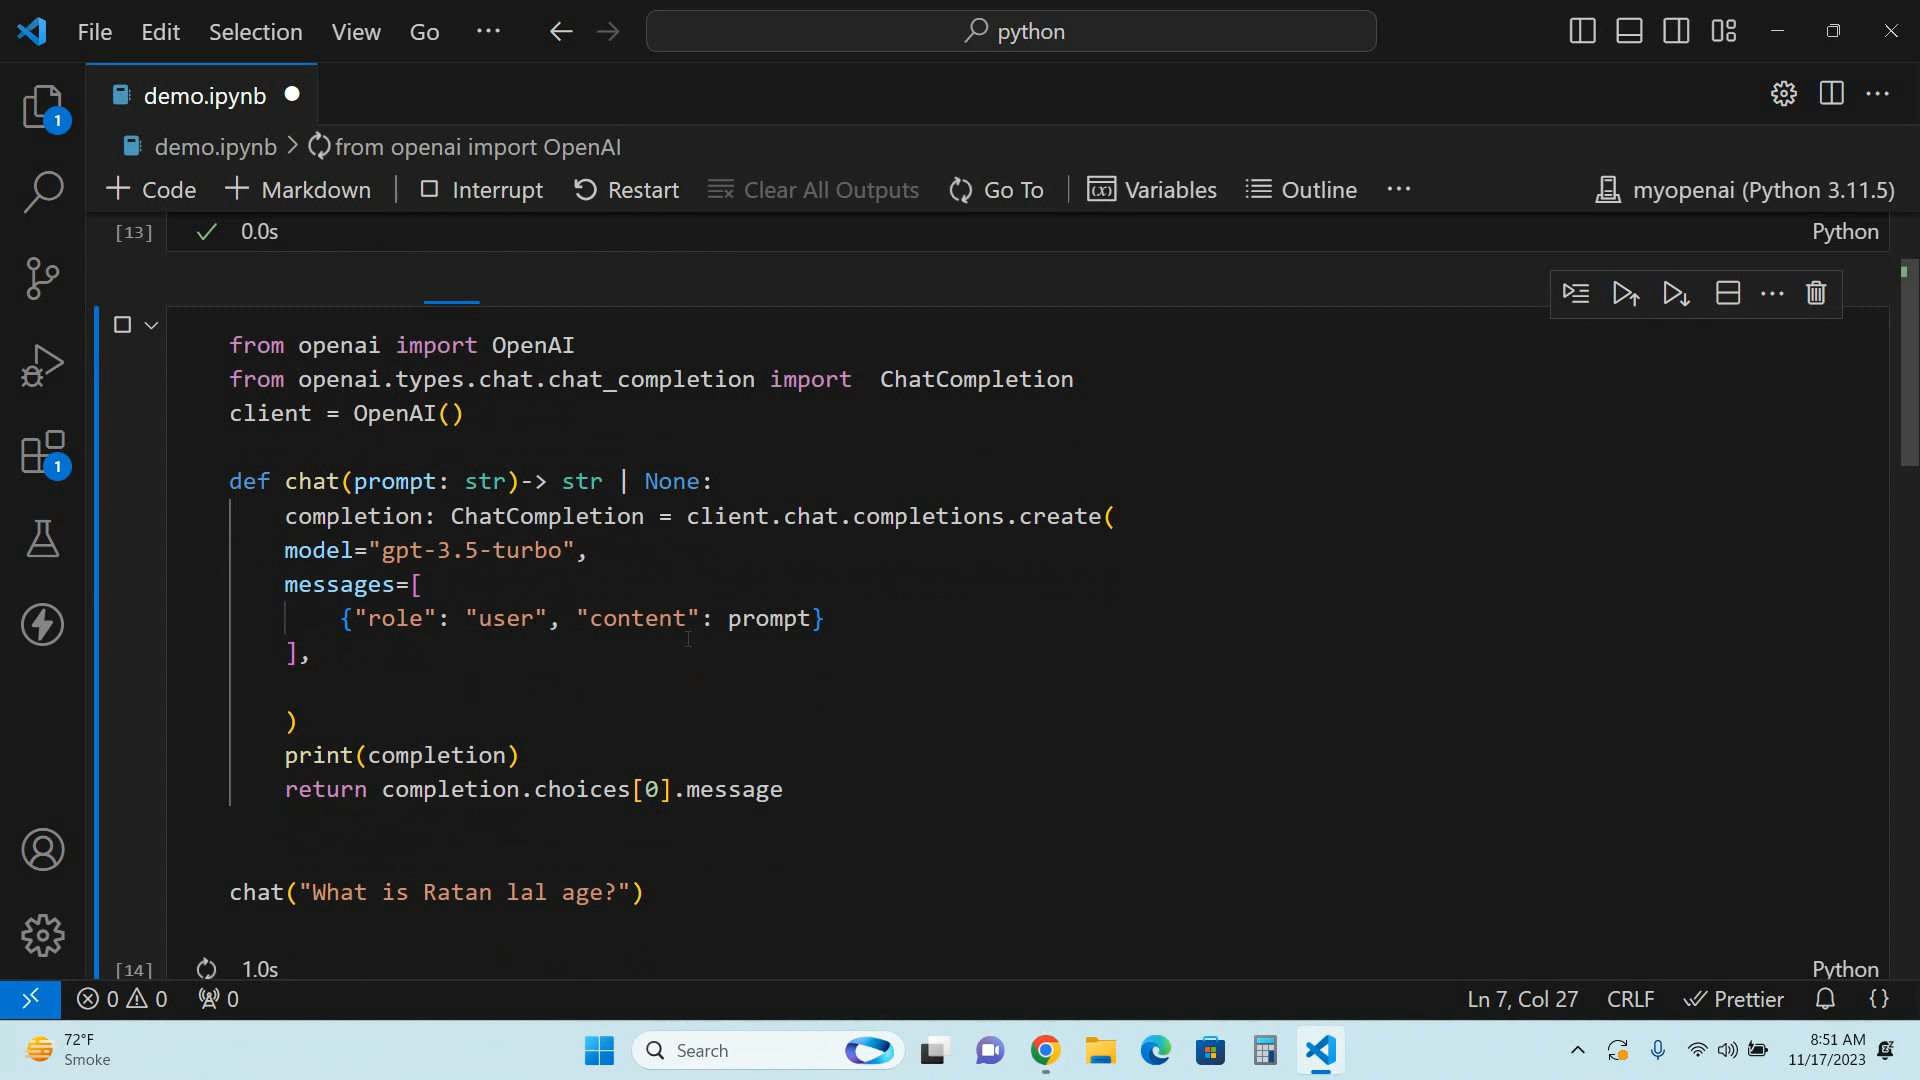 File Edit Selection View Go ··· python
demo.ipynb
demo.ipynb > from openai import OpenAI
+ Code + Markdown | Interrupt Restart Clear All Outputs Go To | Variables Outline ··· myopenai (Python 3.11.5)
[13] 0.0s Python
from openai import OpenAI
from openai.types.chat.chat_completion import  ChatCompletion
client = OpenAI()
def chat(prompt: str)-> str | None:
completion: ChatCompletion = client.chat.completions.create(
model="gpt-3.5-turbo",
messages=[
{"role": "user", "content": prompt}
],
)
print(completion)
return completion.choices[0].message
chat("What is Ratan lal age?")
[14] 1.0s Python
1
1
0 0 0 Ln 7, Col 27 CRLF Prettier {}
72°F
Smoke
Search
8:51 AM
11/17/2023